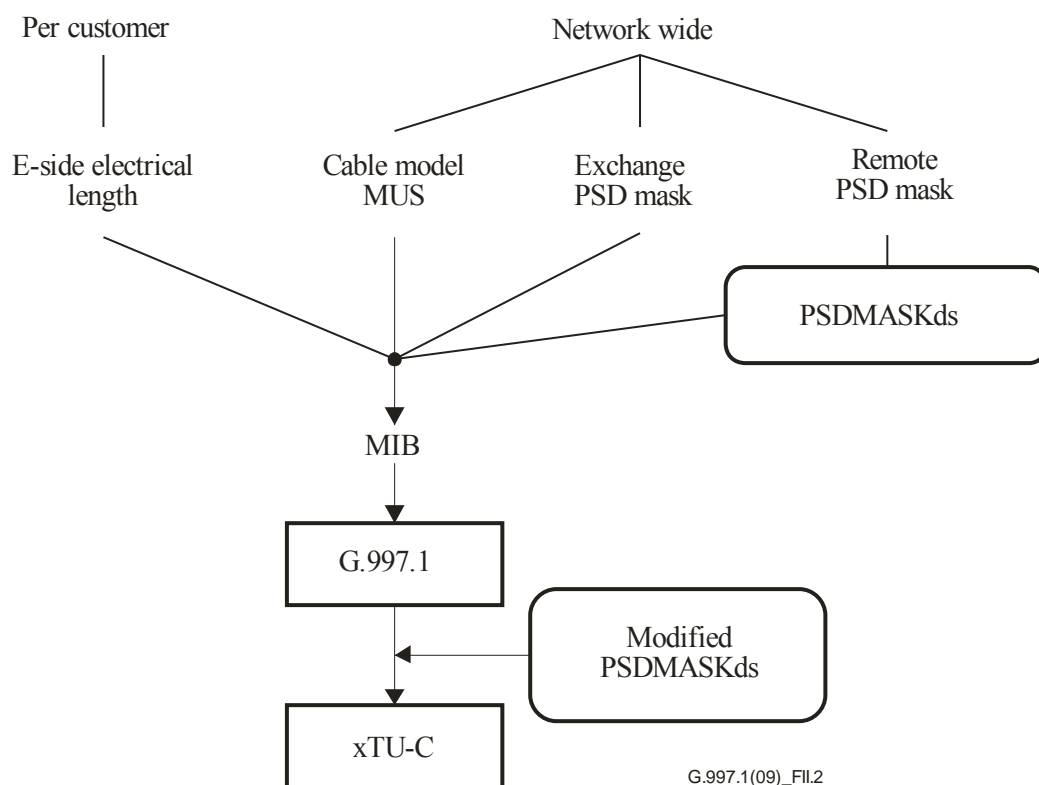 Per customer
Network wide
E-side electrical
length
Cable model
MUS
Exchange
PSD mask
Remote
PSD mask
PSDMASKds
MIB
G.997.1
Modified
PSDMASKds
xTU-C
G.997.1(09)_FII.2